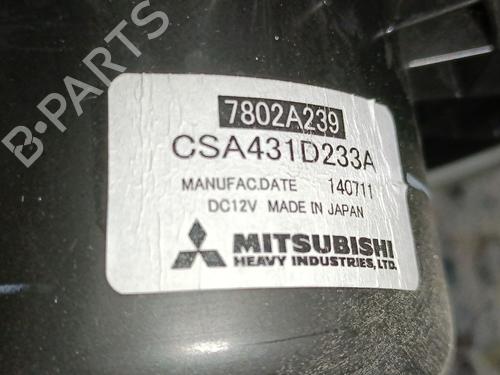 B-PARTS
7802A239
CSA431D233A
MANUFAC.DATE 140711
DC12V MADE IN JAPAN
MITSUBISHI
HEAVY INDUSTRIES, LTD.